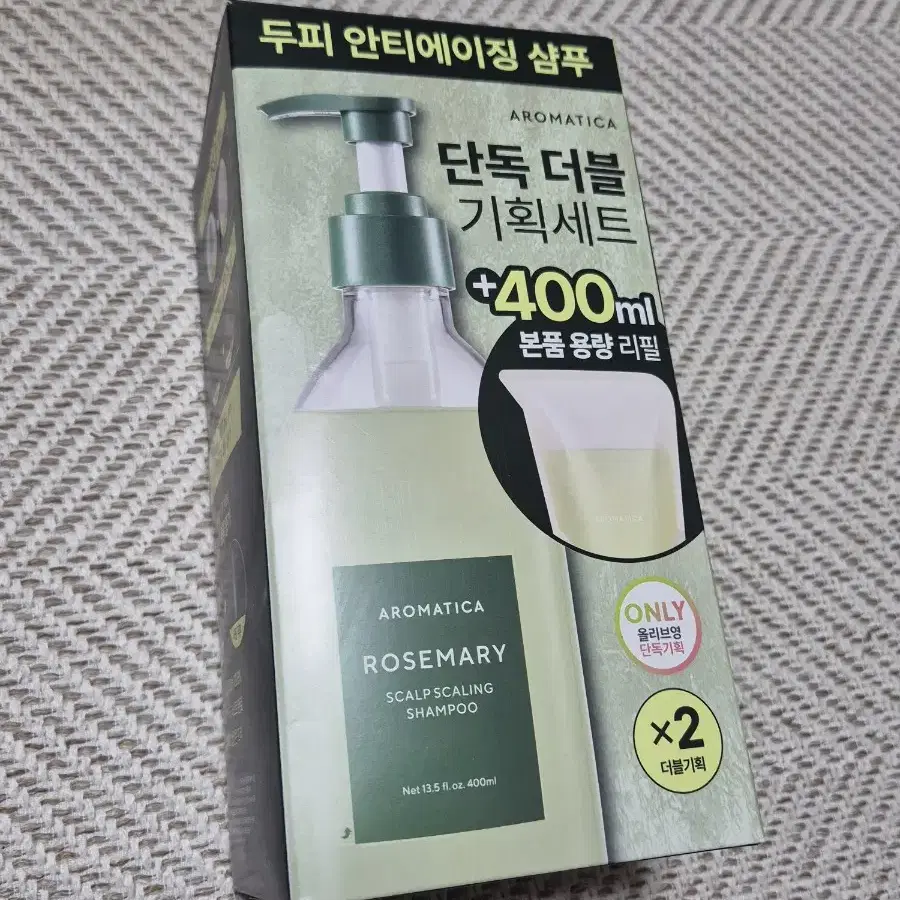 두피 안티에이징 샴푸
AROMATICA
단독 더블
기획세트
+400ml
본품 용량 리필
AROMATICA
ONLY
올리브영
단독기획
×2
더블기획
AROMATICA
ROSEMARY
SCALP SCALING
SHAMPOO
Net 13.5 fl. oz. 400ml